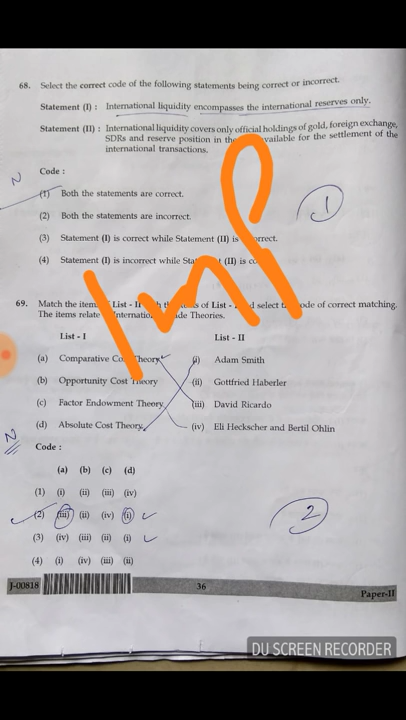 68. Select the correct code of the following statements being correct or incorrect.
Statement (I) : International liquidity encompasses the international reserves only.
Statement (II) : International liquidity covers only official holdings of gold, foreign exchange,
SDRs and reserve position in the available for settlement of the
international transactions.
N
Code :
(1) Both the statements are correct.
1
(2) Both the statements are incorrect.
(3) Statement (I) is correct while Statement (II) is
(4) Statement (I) is incorrect while (II) is
Imp
69. Match the of List - of List - select of correct matching.
The items Theories.
List - I List - II
(a) Comparative Theory (i) Adam Smith
(b) Opportunity Cost Theory (ii) Gottfried Haberler
(c) Factor Endowment Theory (iii) David Ricardo
(d) Absolute Cost Theory (iv) Eli Heckscher and Bertil Ohlin
N
Code :
(a) (b) (c) (d)
(1) (i) (ii) (iii) (iv)
(2) (iii) (ii) (iv) (i)
2
(3) (iv) (iii) (ii) (i)
(4) (i) (iv) (iii) (ii)
J-00818 36 Paper-II
DU SCREEN RECORDER